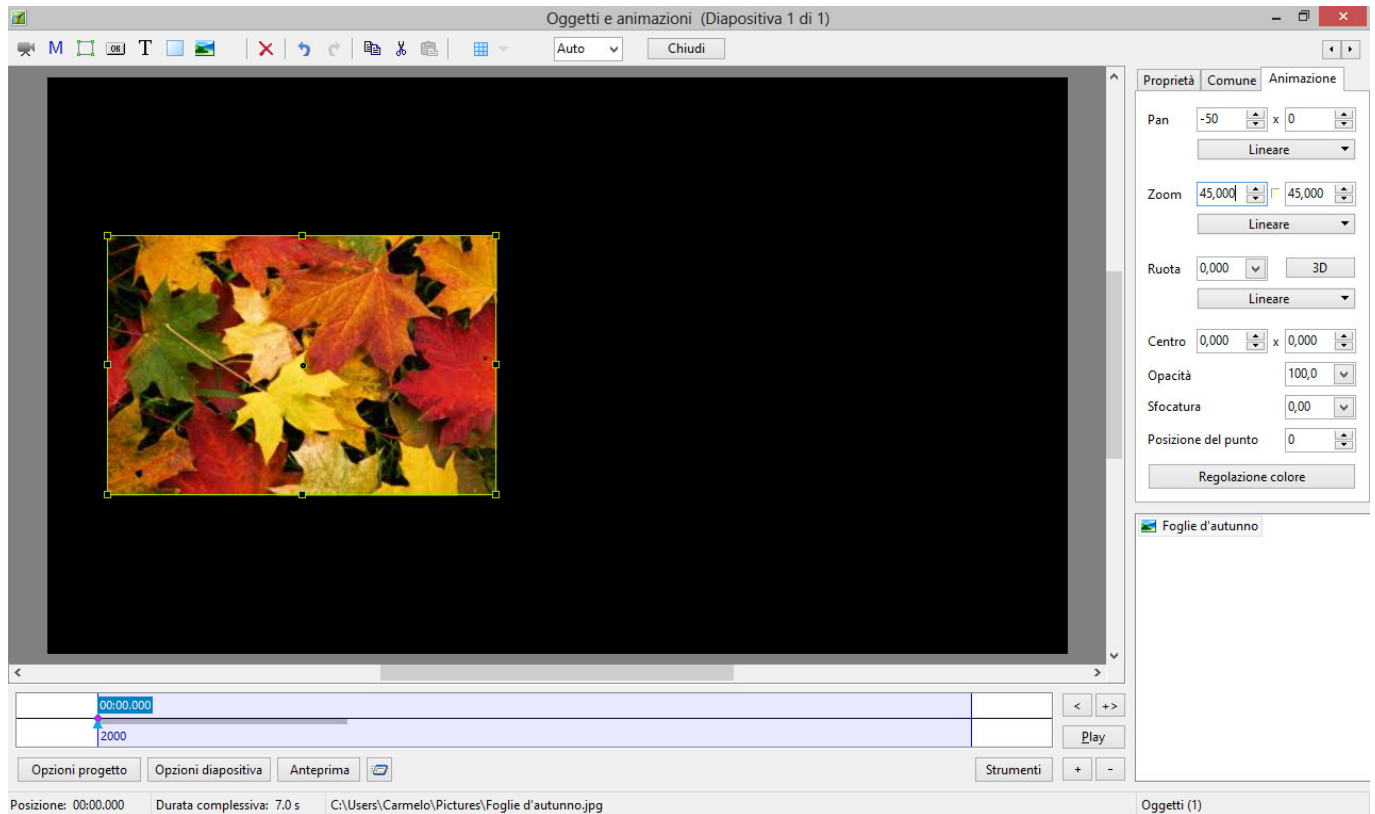 Oggetti e animazioni (Diapositiva 1 di 1)
M OK T Auto Chiudi
Proprietà Comune Animazione
Pan -50 x 0
Lineare
Zoom 45,000 45,000
Lineare
Ruota 0,000 3D
Lineare
Centro 0,000 x 0,000
Opacità 100,0
Sfocatura 0,00
Posizione del punto 0
Regolazione colore
Foglie d'autunno
00:00.000
2000
< +>
Play
Opzioni progetto Opzioni diapositiva Anteprima Strumenti + -
Posizione: 00:00.000 Durata complessiva: 7.0 s C:\Users\Carmelo\Pictures\Foglie d'autunno.jpg Oggetti (1)